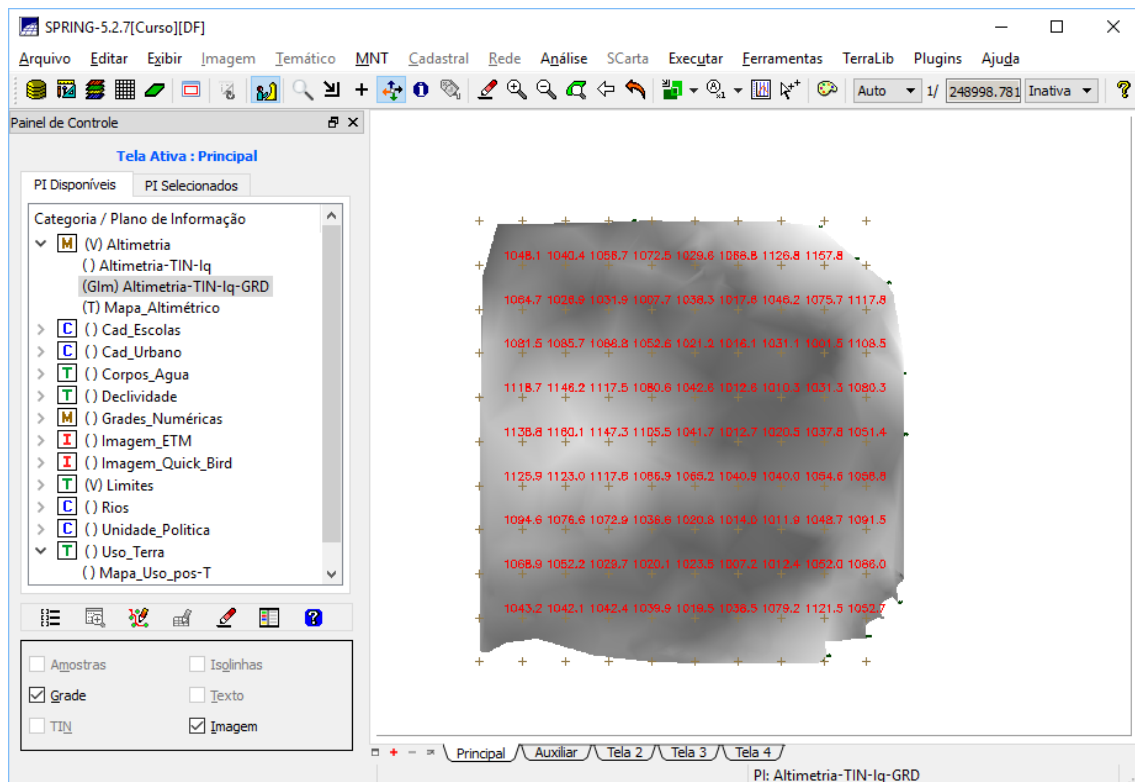 SPRING-5.2.7[Curso][DF]
Arquivo Editar Exibir Imagem Temático MNT Cadastral Rede Análise SCarta Executar Ferramentas TerraLib Plugins Ajuda
Auto 1/ 248998.781 Inativa
Painel de Controle
Tela Ativa : Principal
PI Disponíveis PI Selecionados
Categoria / Plano de Informação
M (V) Altimetria
() Altimetria-TIN-lq
(Glm) Altimetria-TIN-lq-GRD
(T) Mapa_Altimétrico
C () Cad_Escolas
C () Cad_Urbano
T () Corpos_Agua
T () Declividade
M () Grades_Numéricas
I () Imagem_ETM
I () Imagem_Quick_Bird
T (V) Limites
C () Rios
C () Unidade_Politica
T () Uso_Terra
() Mapa_Uso_pos-T
Amostras Isolinhas
Grade Texto
TIN Imagem
1048.1 1040.4 1056.7 1072.5 1029.6 1066.8 1126.8 1157.8
1064.7 1028.9 1031.9 1007.7 1038.3 1017.6 1046.2 1075.7 1117.8
1081.5 1085.7 1086.8 1052.6 1021.2 1016.1 1031.1 1001.5 1108.5
1118.7 1146.2 1117.5 1080.6 1042.6 1012.6 1010.3 1031.3 1080.3
1138.8 1160.1 1147.3 1105.5 1041.7 1012.7 1020.5 1037.8 1051.4
1125.9 1123.0 1117.6 1086.9 1065.2 1040.9 1040.0 1054.6 1058.8
1094.6 1076.6 1072.9 1036.6 1020.8 1014.0 1011.9 1048.7 1091.5
1068.9 1052.2 1029.7 1020.1 1023.5 1007.2 1012.4 1052.0 1086.0
1043.2 1042.1 1042.4 1039.9 1019.5 1036.5 1079.2 1121.5 1052.7
Principal Auxiliar Tela 2 Tela 3 Tela 4
PI: Altimetria-TIN-lq-GRD